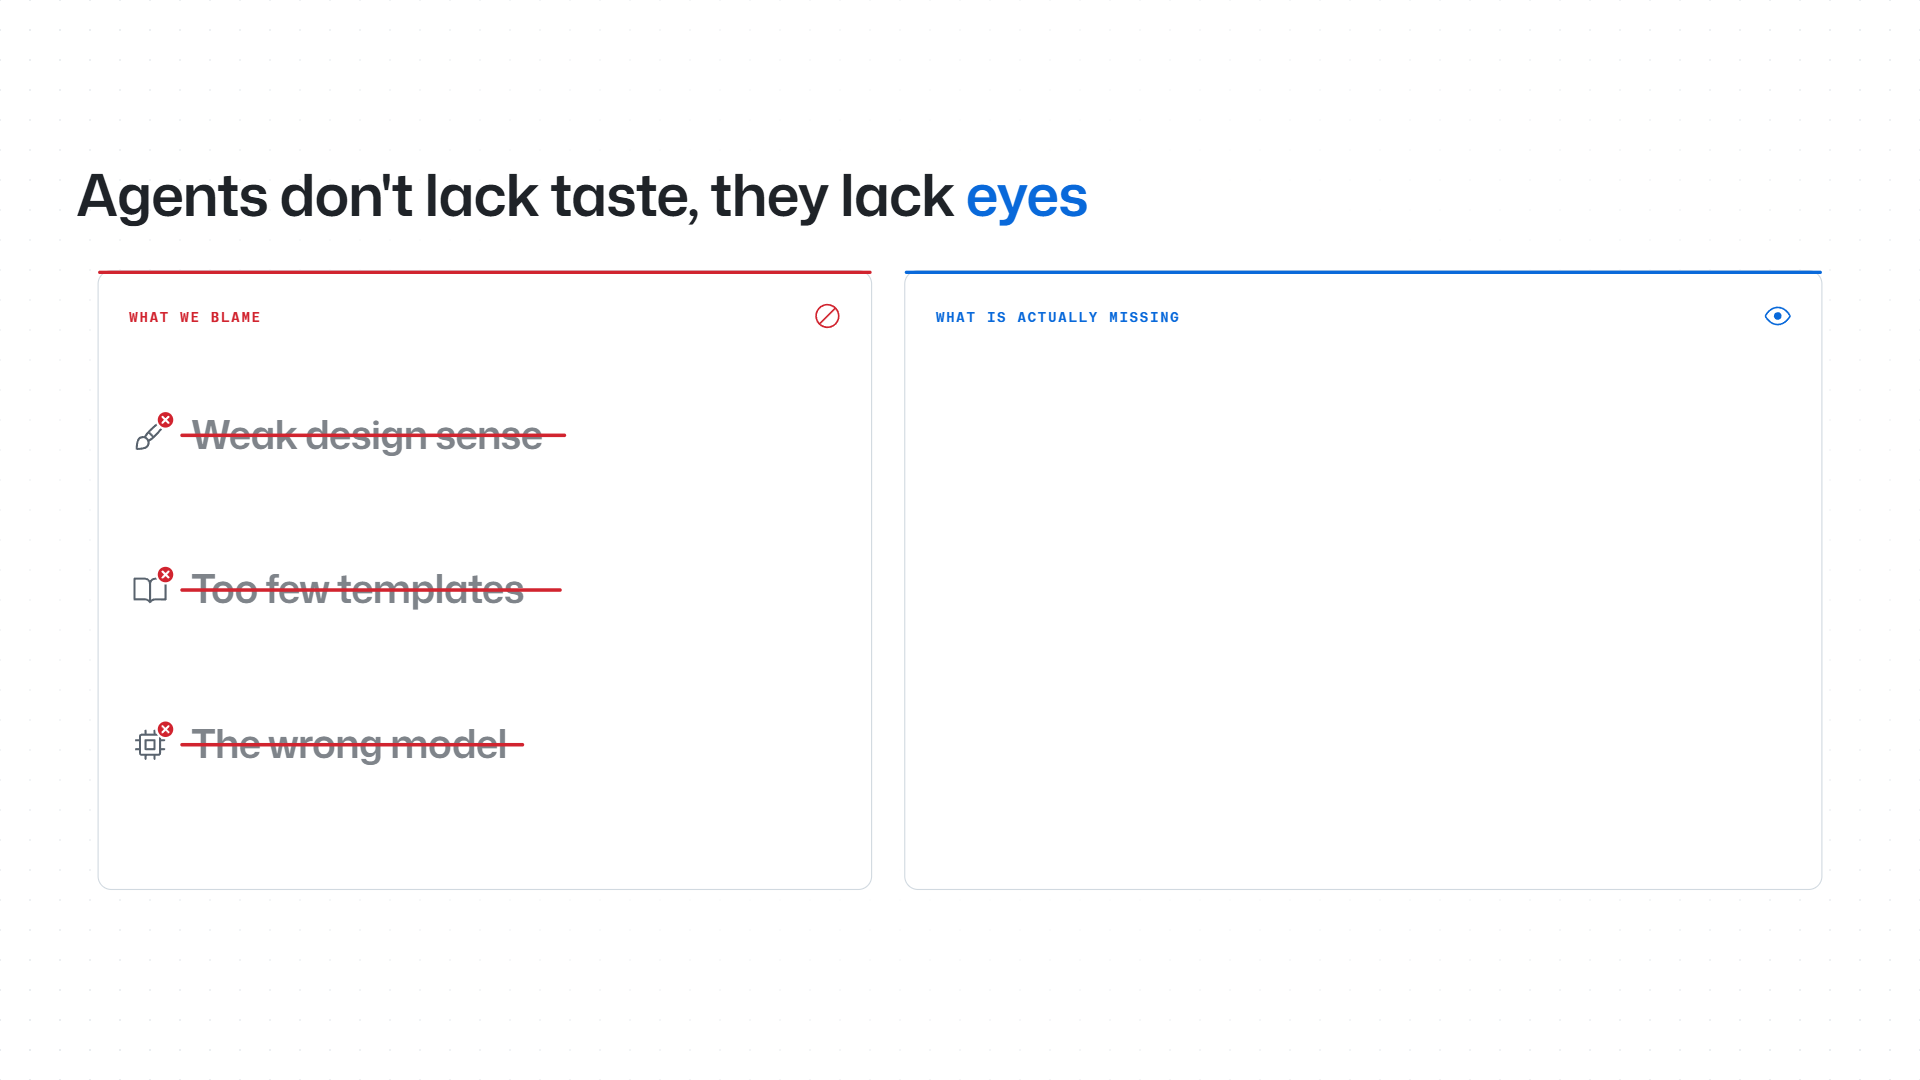 Agents don't lack taste, they lack eyes
WHAT WE BLAME
Weak design sense
Too few templates
The wrong model
WHAT IS ACTUALLY MISSING